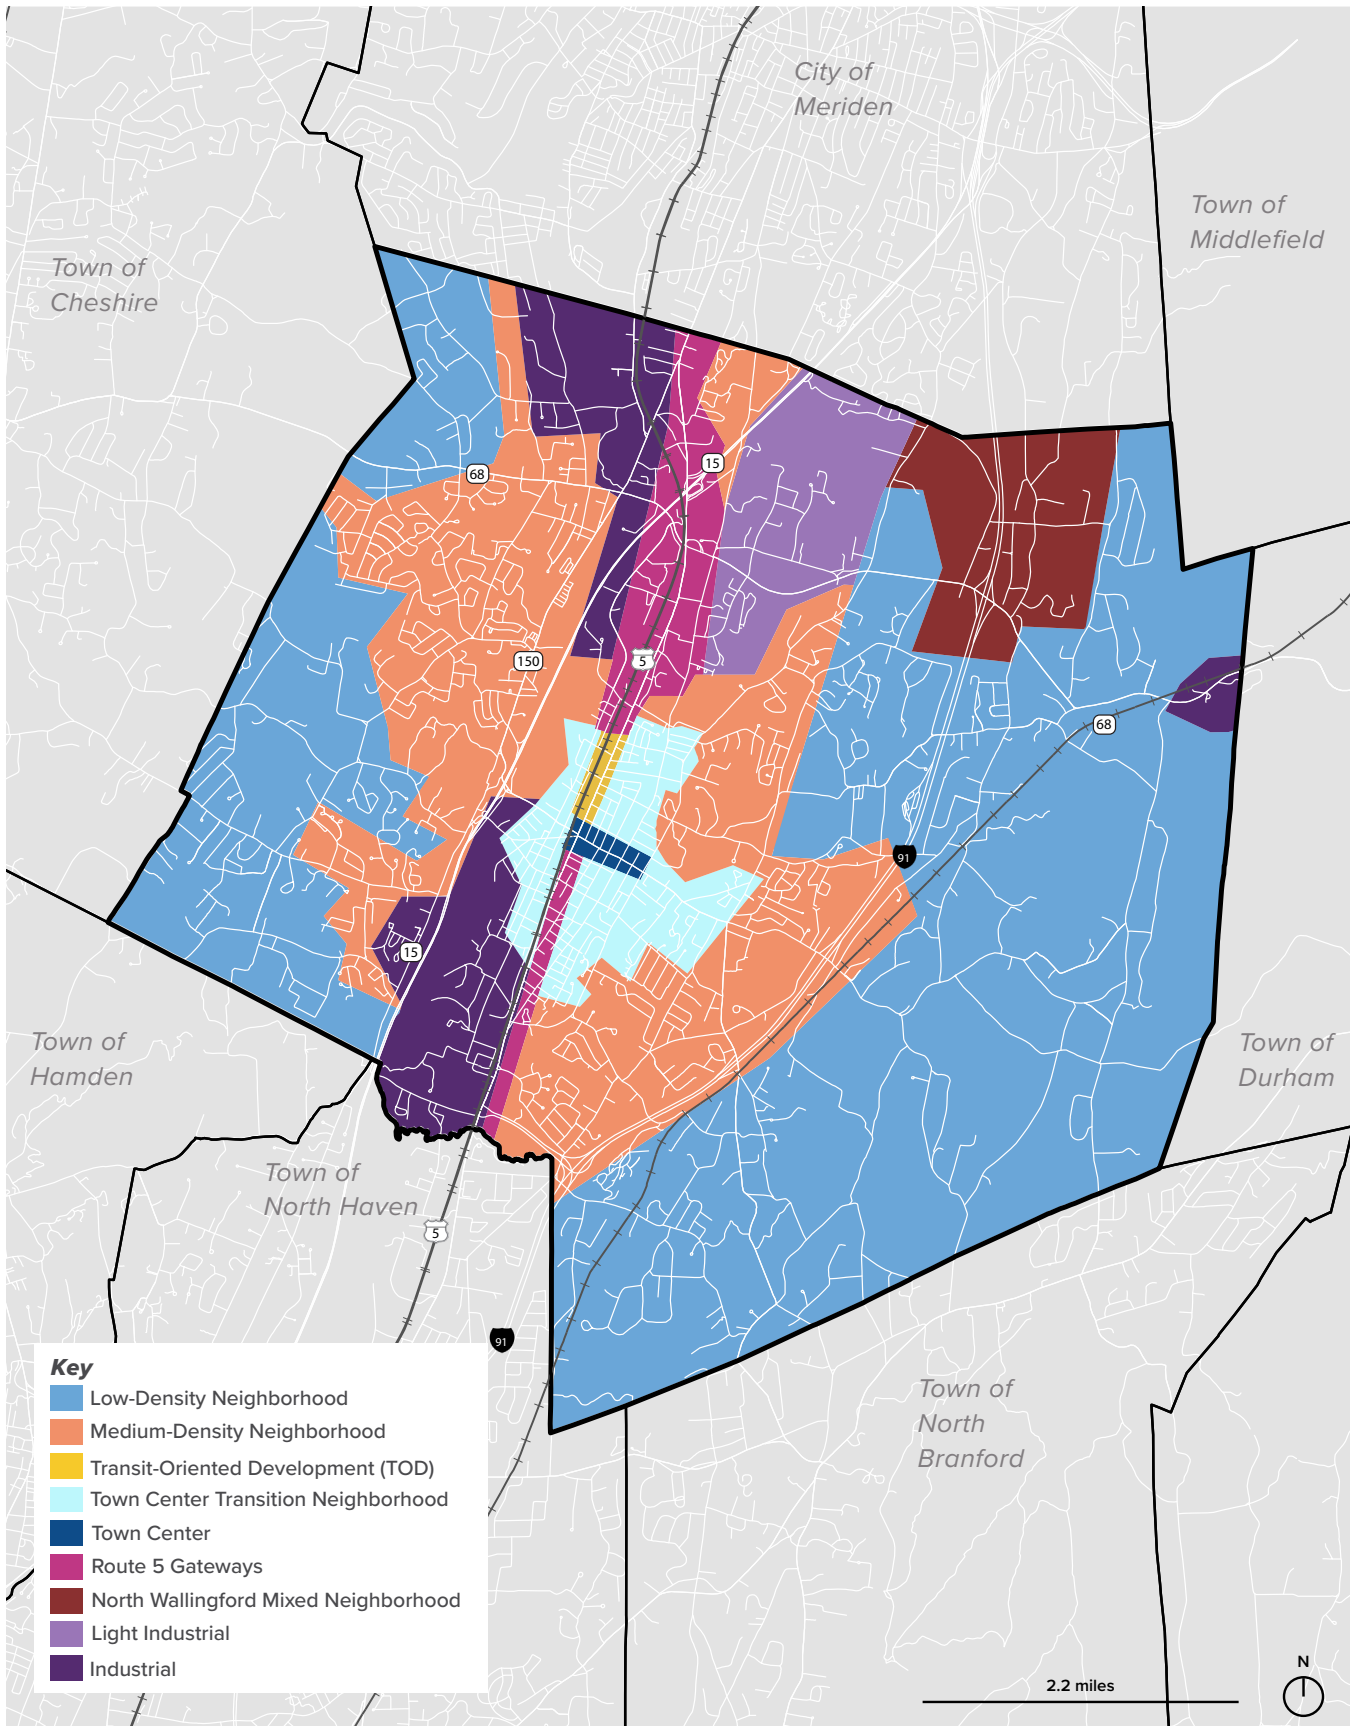 City of
Meriden
Town of
Middlefield
Town of
Cheshire
15
68
150
5
68
91
15
Town of
Hamden
Town of
Durham
Town of
North Haven
5
91
Town of
North
Branford
Key
Low-Density Neighborhood
Medium-Density Neighborhood
Transit-Oriented Development (TOD)
Town Center Transition Neighborhood
Town Center
Route 5 Gateways
North Wallingford Mixed Neighborhood
Light Industrial
Industrial
2.2 miles
N